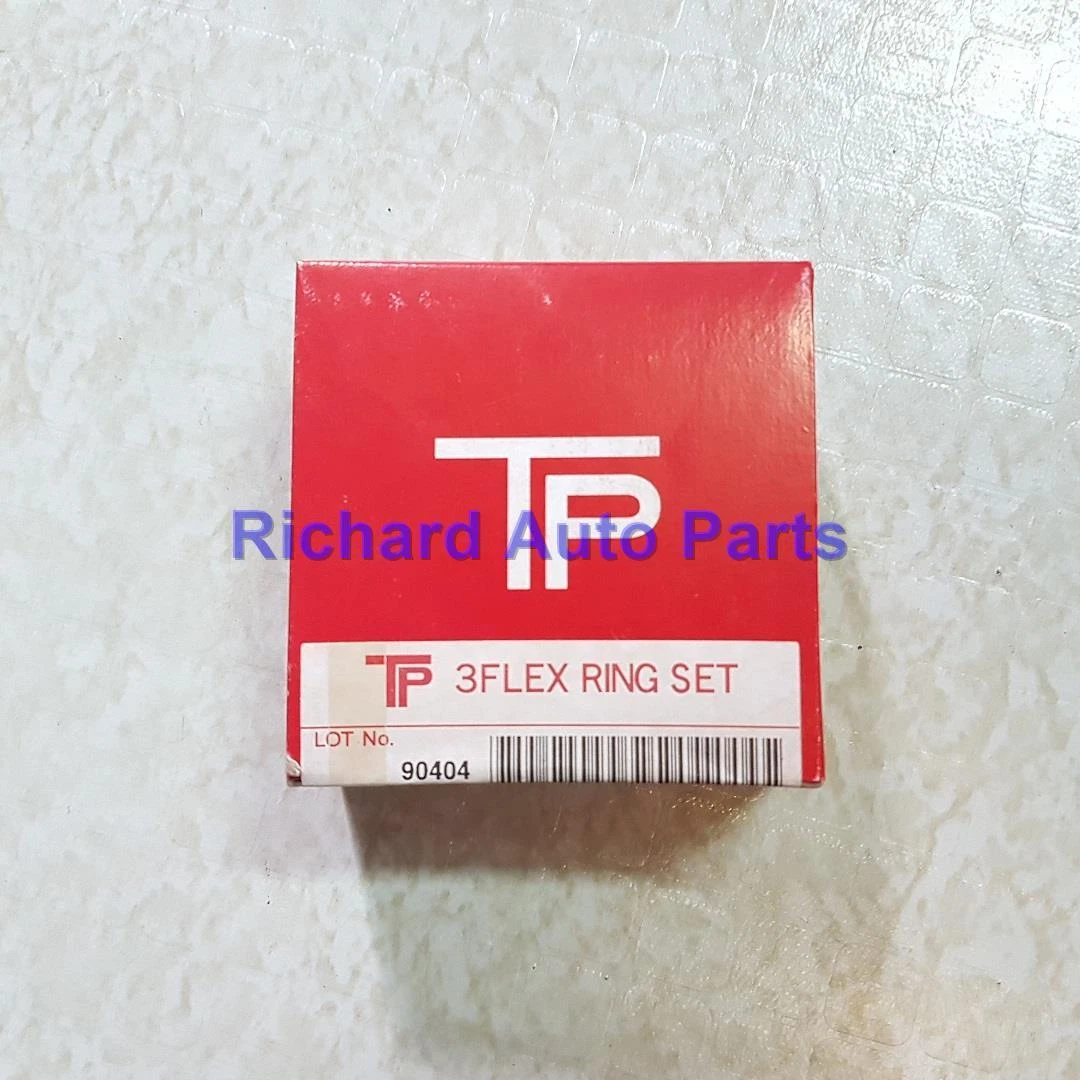 TP
Richard Auto Parts
TP 3FLEX RING SET
LOT No.
90404